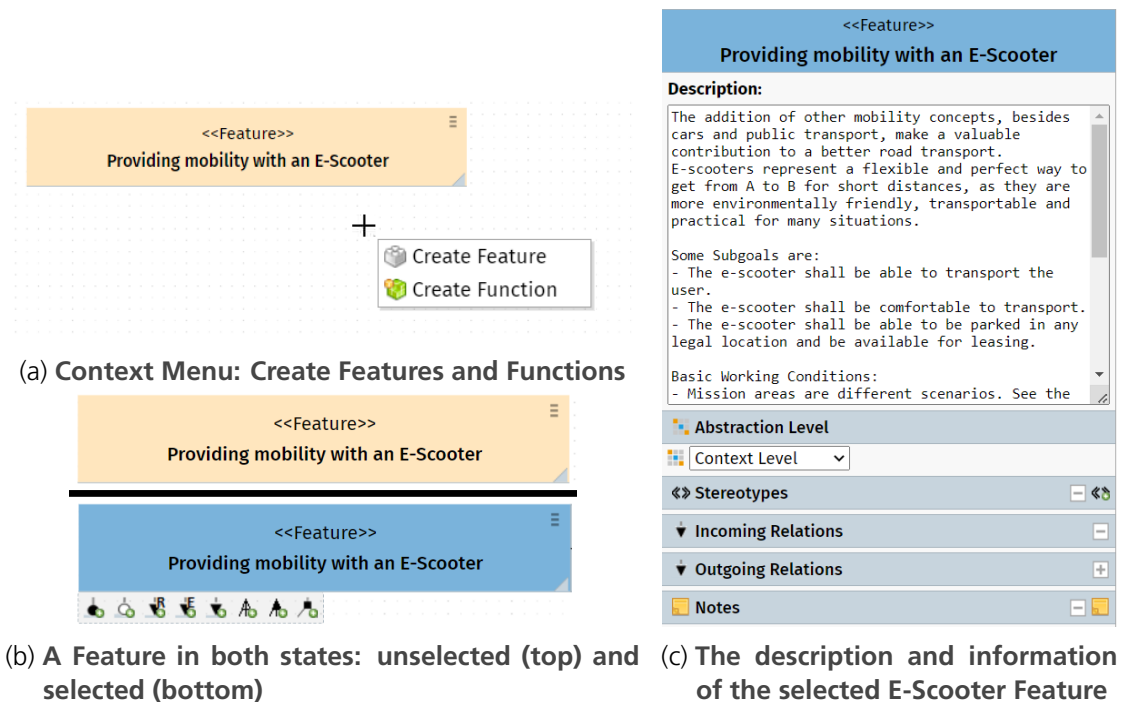 <<Feature>>
Providing mobility with an E-Scooter
Create Feature
Create Function
(a) Context Menu: Create Features and Functions
<<Feature>>
Providing mobility with an E-Scooter
<<Feature>>
Providing mobility with an E-Scooter
R
E
(b) A Feature in both states: unselected (top) and
selected (bottom)
<<Feature>>
Providing mobility with an E-Scooter
Description:
The addition of other mobility concepts, besides
cars and public transport, make a valuable
contribution to a better road transport.
E-scooters represent a flexible and perfect way to
get from A to B for short distances, as they are
more environmentally friendly, transportable and
practical for many situations.
Some Subgoals are:
- The e-scooter shall be able to transport the
user.
- The e-scooter shall be comfortable to transport.
- The e-scooter shall be able to be parked in any
legal location and be available for leasing.
Basic Working Conditions:
- Mission areas are different scenarios. See the
Abstraction Level
Context Level
Stereotypes
Incoming Relations
Outgoing Relations
Notes
(c) The description and information
of the selected E-Scooter Feature